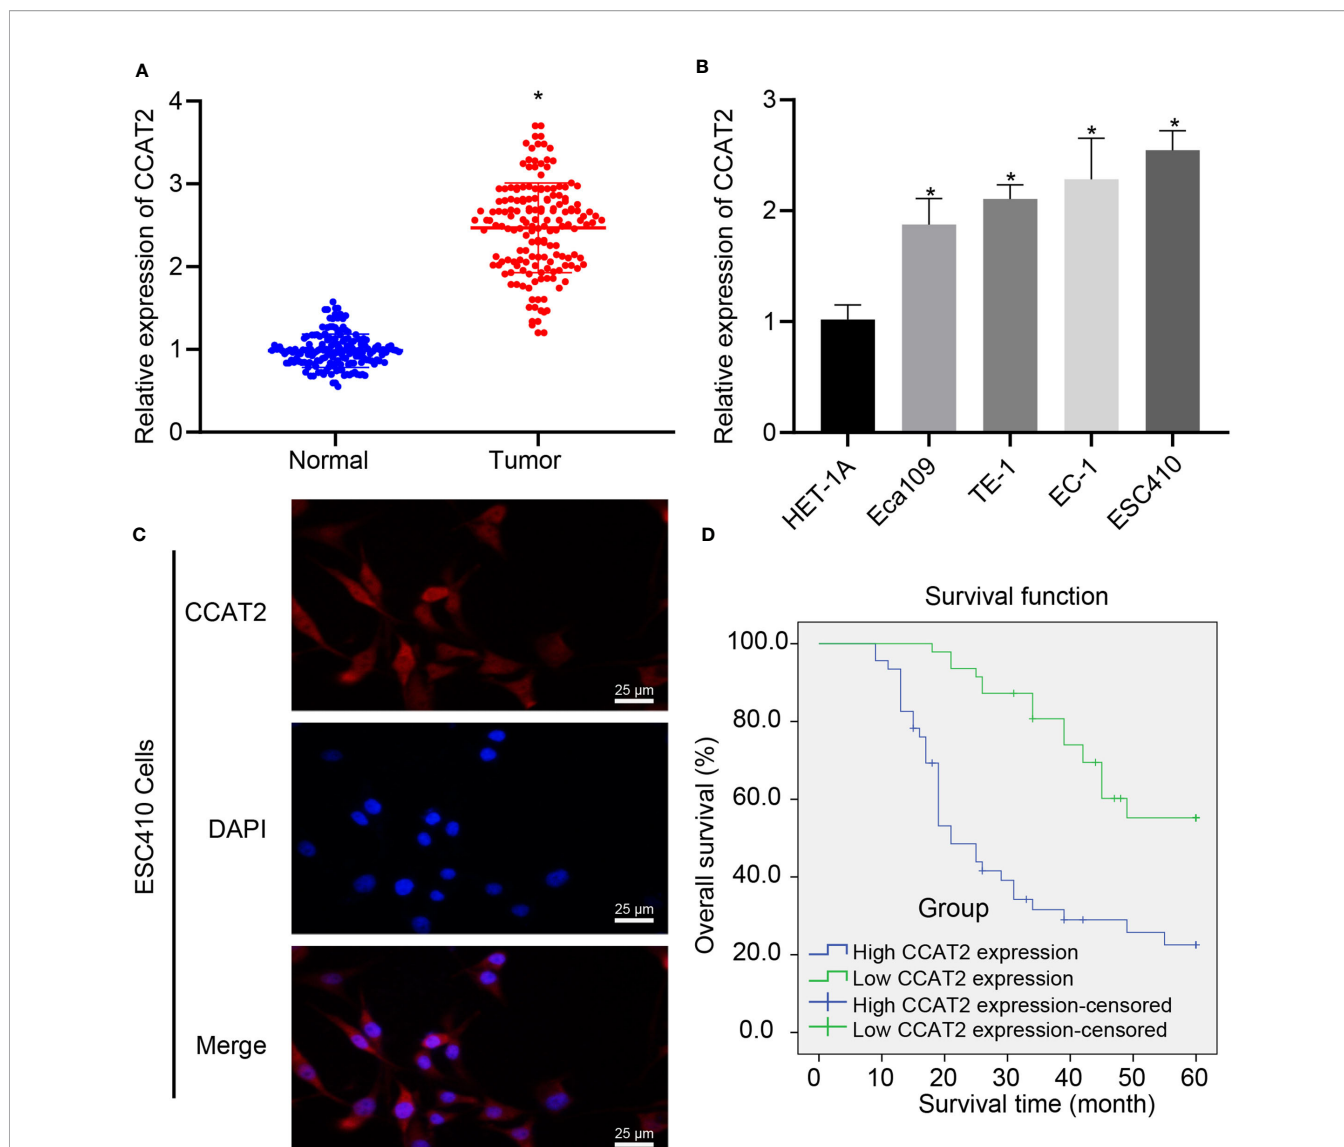 A
Relative expression of CCAT2
4
3
2
1
0
*
Normal
Tumor
B
Relative expression of CCAT2
3
2
1
0
*
*
*
*
HET-1A
Eca109
TE-1
EC-1
ESC410
C
ESC410 Cells
CCAT2
25 µm
DAPI
25 µm
Merge
25 µm
D
Survival function
Overall survival (%)
100.0
80.0
60.0
40.0
20.0
0.0
Group
High CCAT2 expression
Low CCAT2 expression
High CCAT2 expression-censored
Low CCAT2 expression-censored
0 10 20 30 40 50 60
Survival time (month)